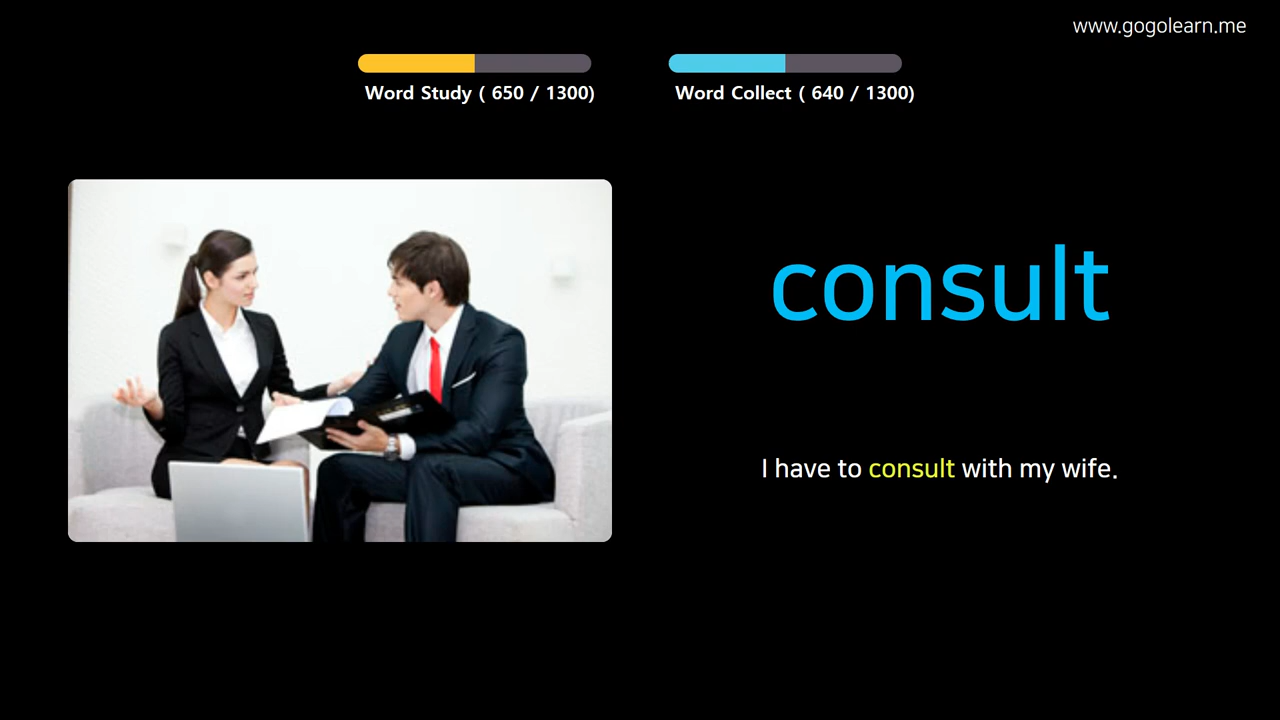 www.gogolearn.me
Word Study ( 650 / 1300)
Word Collect ( 640 / 1300)
consult
I have to consult with my wife.